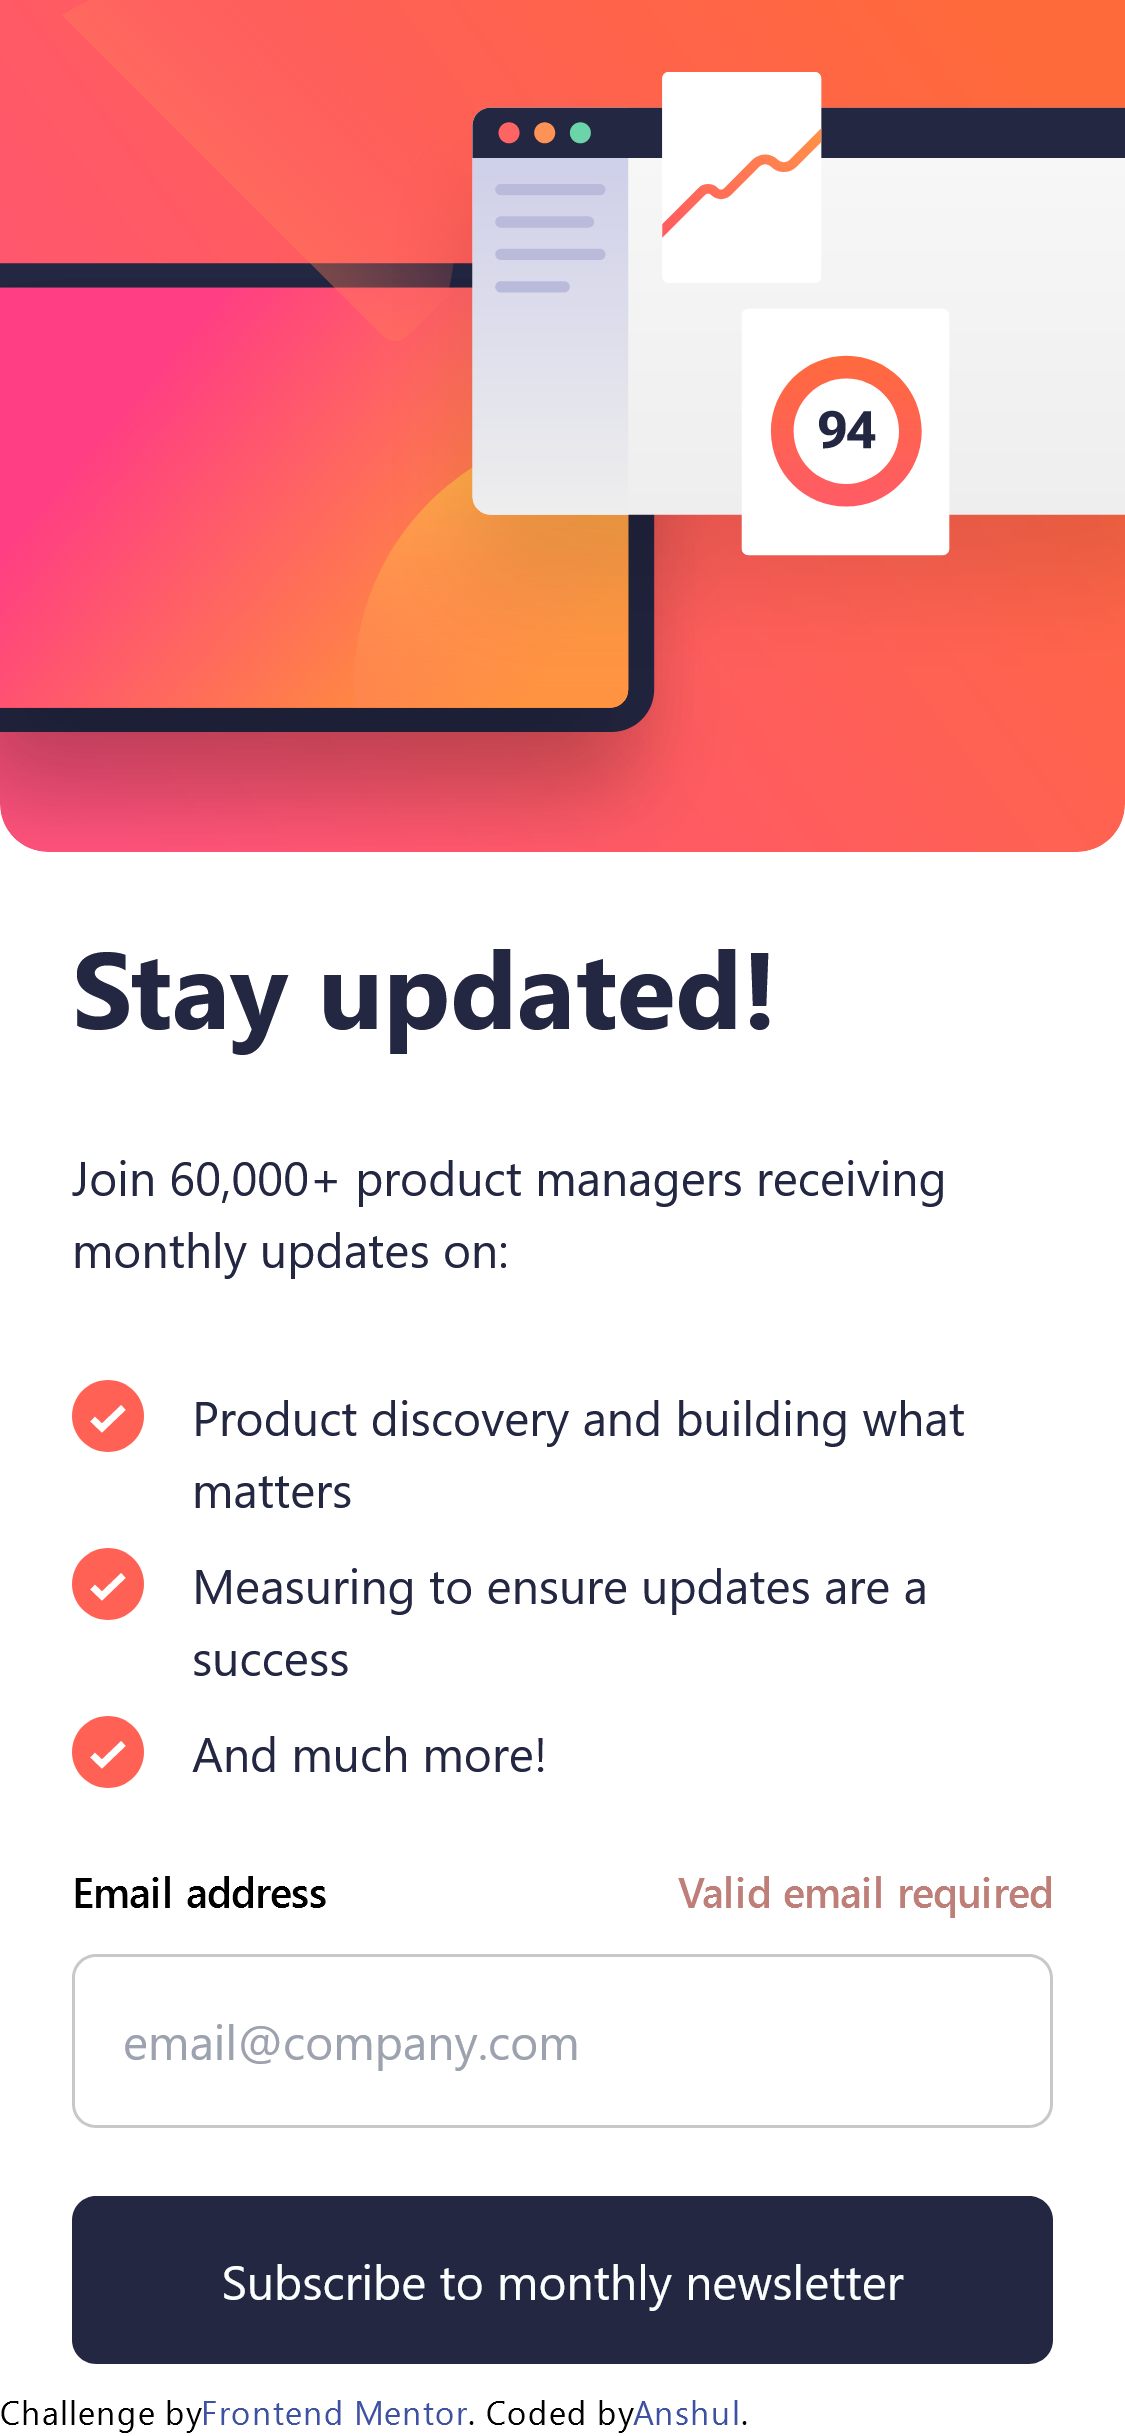 94
Stay updated!
Join 60,000+ product managers receiving
monthly updates on:
Product discovery and building what
matters
Measuring to ensure updates are a
success
And much more!
Email address Valid email required
email@company.com
Subscribe to monthly newsletter
Challenge byFrontend Mentor. Coded byAnshul.